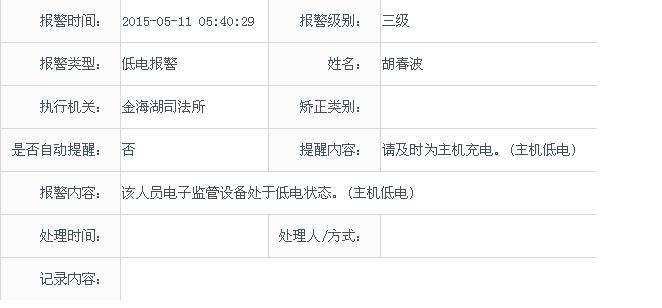 报警时间： 2015-05-11 05:40:29 报警级别： 三级
报警类型： 低电报警 姓名： 胡春波
执行机关： 金海湖司法所 矫正类别：
是否自动提醒： 否 提醒内容： 请及时为主机充电。(主机低电)
报警内容： 该人员电子监管设备处于低电状态。(主机低电)
处理时间： 处理人/方式：
记录内容：